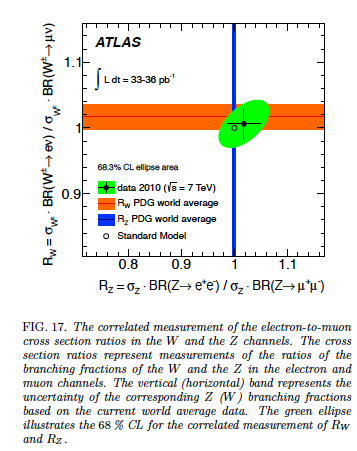 ATLAS
∫ L dt = 33-36 pb⁻¹
68.3% CL ellipse area
data 2010 (√s = 7 TeV)
R_W PDG world average
R_Z PDG world average
Standard Model
R_W = σ_W± · BR(W±→ eν) / σ_W± · BR(W±→ μν)
1.1
1
0.9
0.8 0.9 1 1.1
R_Z = σ_Z · BR(Z→ e⁺e⁻) / σ_Z · BR(Z→ μ⁺μ⁻)
FIG. 17. The correlated measurement of the electron-to-muon
cross section ratios in the W and the Z channels. The cross
section ratios represent measurements of the ratios of the
branching fractions of the W and the Z in the electron and
muon channels. The vertical (horizontal) band represents the
uncertainty of the corresponding Z (W) branching fractions
based on the current world average data. The green ellipse
illustrates the 68 % CL for the correlated measurement of R_W
and R_Z.